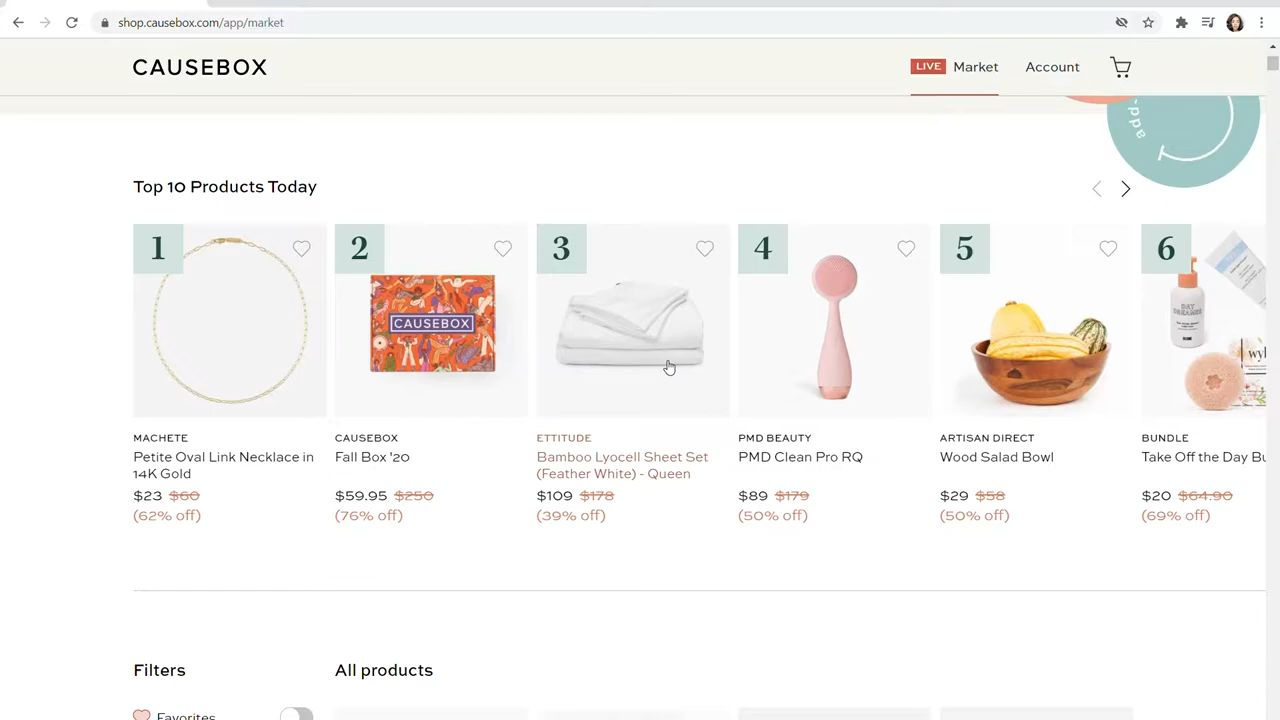 shop.causebox.com/app/market
CAUSEBOX
LIVE Market Account
app-
Top 10 Products Today
1 2 3 4 5 6
CAUSEBOX
DAY
DREAMER
wyl
MACHETE
Petite Oval Link Necklace in
14K Gold
$23 $60
(62% off)
CAUSEBOX
Fall Box '20
$59.95 $250
(76% off)
ETTITUDE
Bamboo Lyocell Sheet Set
(Feather White) - Queen
$109 $178
(39% off)
PMD BEAUTY
PMD Clean Pro RQ
$89 $179
(50% off)
ARTISAN DIRECT
Wood Salad Bowl
$29 $58
(50% off)
BUNDLE
Take Off the Day Bu
$20 $64.90
(69% off)
Filters
All products
Favorites